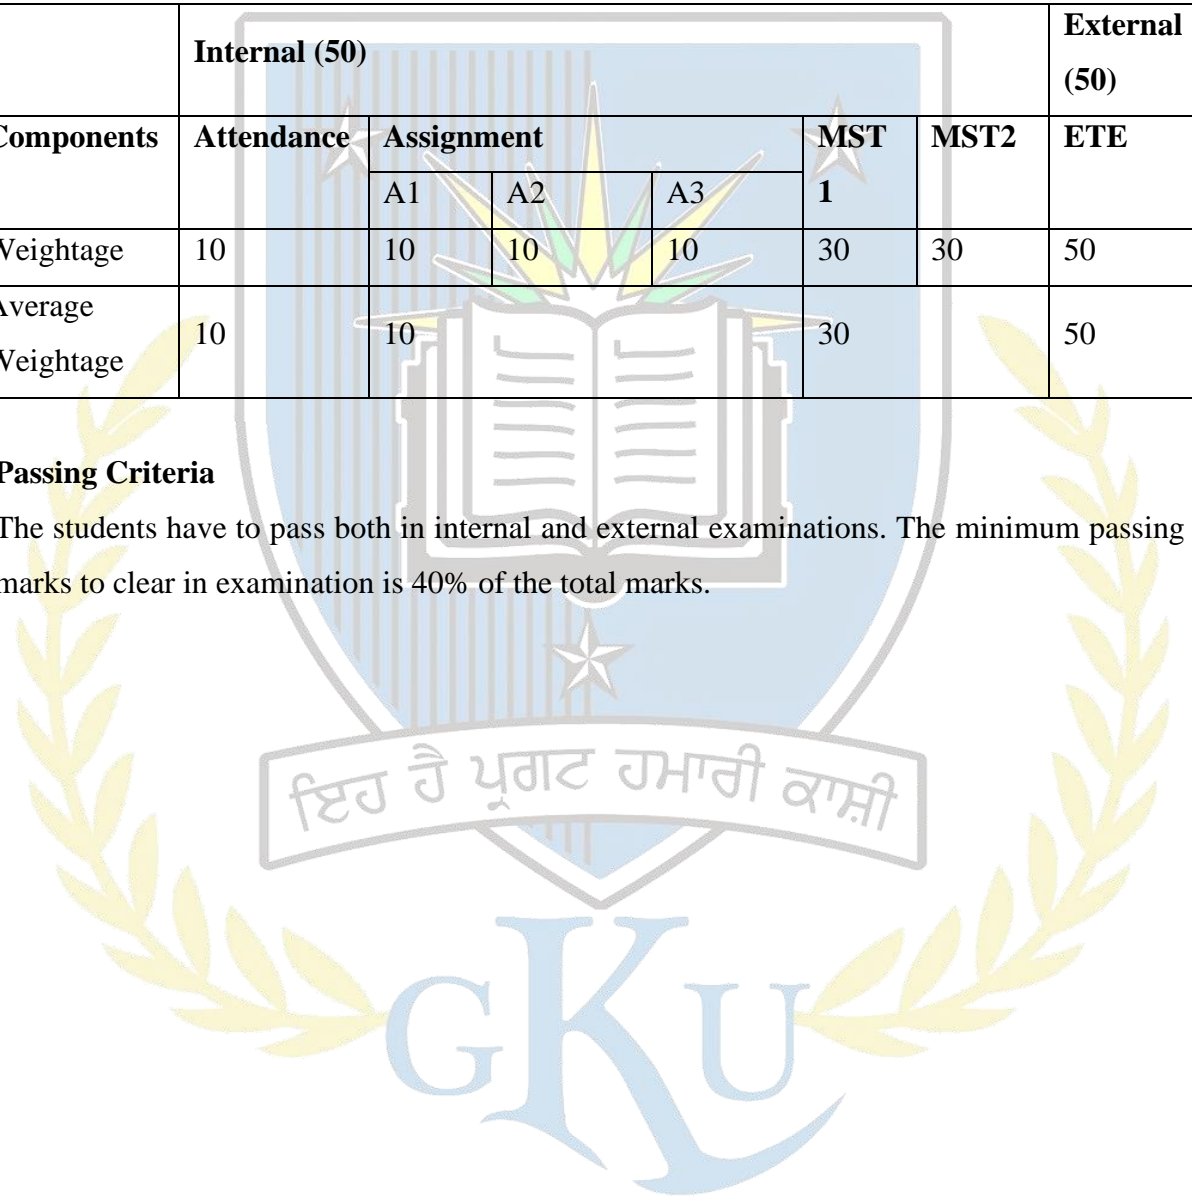 Internal (50) External (50)
Components Attendance Assignment MST 1 MST2 ETE
A1 A2 A3
Weightage 10 10 10 10 30 30 50
Average Weightage 10 10 30 50
Passing Criteria
The students have to pass both in internal and external examinations. The minimum passing
marks to clear in examination is 40% of the total marks.
ਇਹ ਹੈ ਪ੍ਰਗਟ ਹਮਾਰੀ ਕਾਸ਼ੀ
GKU